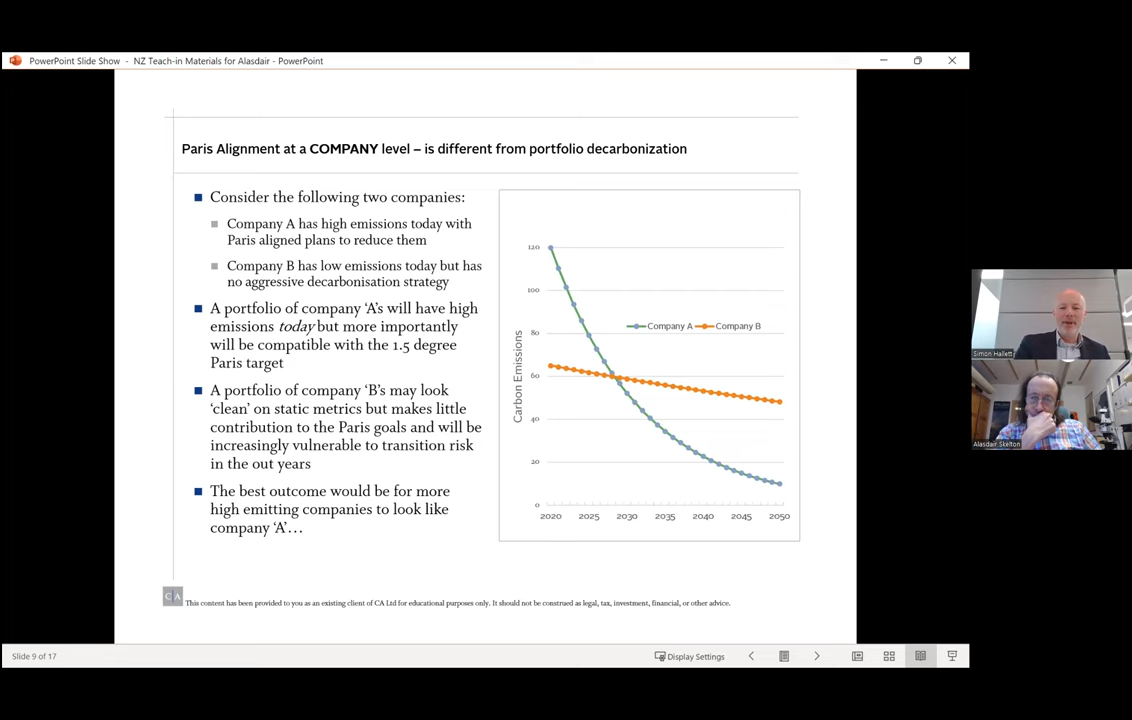 PowerPoint Slide Show - NZ Teach-in Materials for Alasdair - PowerPoint
Paris Alignment at a COMPANY level – is different from portfolio decarbonization
Consider the following two companies:
Company A has high emissions today with
Paris aligned plans to reduce them
Company B has low emissions today but has
no aggressive decarbonisation strategy
A portfolio of company ‘A’s will have high
emissions today but more importantly
will be compatible with the 1.5 degree
Paris target
A portfolio of company ‘B’s may look
‘clean’ on static metrics but makes little
contribution to the Paris goals and will be
increasingly vulnerable to transition risk
in the out years
The best outcome would be for more
high emitting companies to look like
company ‘A’…
Carbon Emissions
120
100
80
60
40
20
0
Company A Company B
2020 2025 2030 2035 2040 2045 2050
CA
This content has been provided to you as an existing client of CA Ltd for educational purposes only. It should not be construed as legal, tax, investment, financial, or other advice.
Slide 9 of 17
Display Settings
Simon Hallett
Alasdair Skelton